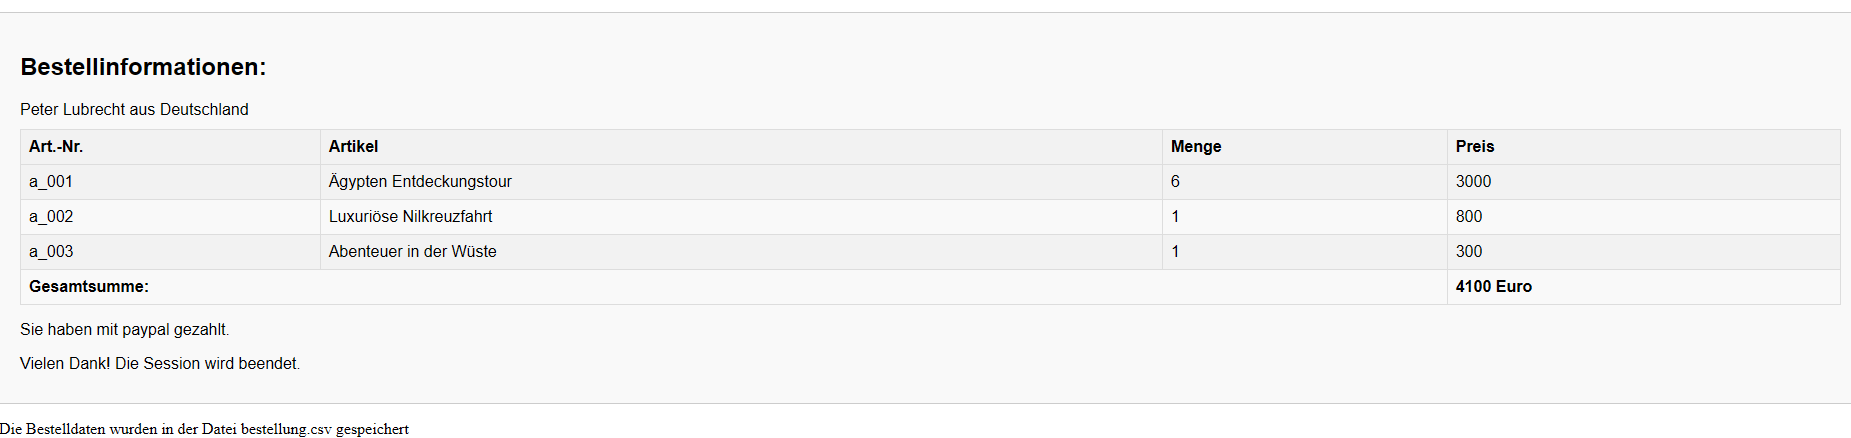 Bestellinformationen:
Peter Lubrecht aus Deutschland
Art.-Nr. Artikel Menge Preis
a_001 Ägypten Entdeckungstour 6 3000
a_002 Luxuriöse Nilkreuzfahrt 1 800
a_003 Abenteuer in der Wüste 1 300
Gesamtsumme: 4100 Euro
Sie haben mit paypal gezahlt.
Vielen Dank! Die Session wird beendet.
Die Bestelldaten wurden in der Datei bestellung.csv gespeichert